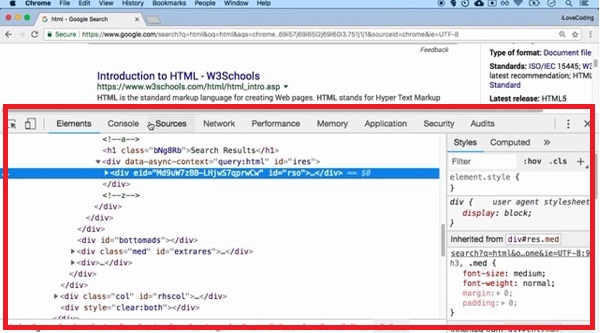 Chrome File Edit View History Bookmarks People Window Help
html - Google Search
iLoveCoding
Secure https://www.google.com/search?q=html&oq=html&aqs=chrome..69i57j69i65l2j69i60l3.751j1j1&sourceid=chrome&ie=UTF-8
Feedback
Introduction to HTML - W3Schools
https://www.w3schools.com/html/html_intro.asp
HTML is the standard markup language for creating Web pages. HTML stands for Hyper Text Markup
Type of format: Document file
Standards: ISO/IEC 15445; W
latest recommendation; HTML
Standard)
Latest release: HTML5
Elements Console Sources Network Performance Memory Application Security Audits
<!--a-->
<h1 class="bNg8Rb">Search Results</h1>
<div data-async-context="query:html" id="ires">
<div eid="Md9uW7zBB-LHjwS7qprwCw" id="rso">…</div> == $0
</div>
<!--z-->
</div>
</div>
</div>
<div id="bottomads"></div>
<div class="med" id="extrares">…</div>
<div>…</div>
</div>
<div class="col" id="rhscol">…</div>
<div style="clear:both"></div>
Styles Computed »
Filter :hov .cls +
element.style {
}
div { user agent stylesheet
display: block;
}
Inherited from div#res.med
search?q=html&o…ome&ie=UTF-8:9
h3, .med {
font-size: medium;
font-weight: normal;
margin: 0;
padding: 0;
}